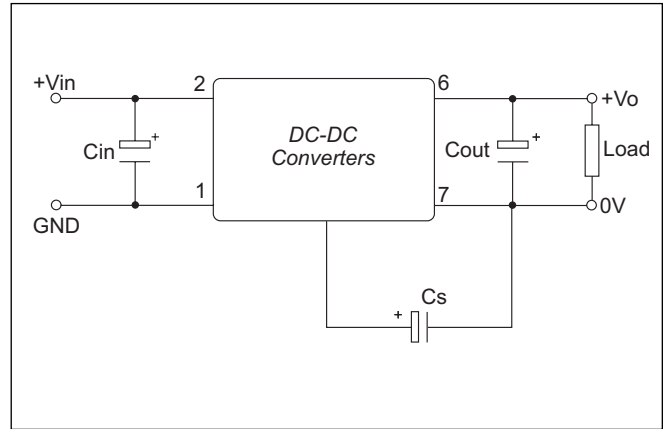 +Vin
2
6
+Vo
+
Cin
DC-DC
Converters
Cout
+
Load
1
7
GND
0V
Cs
+